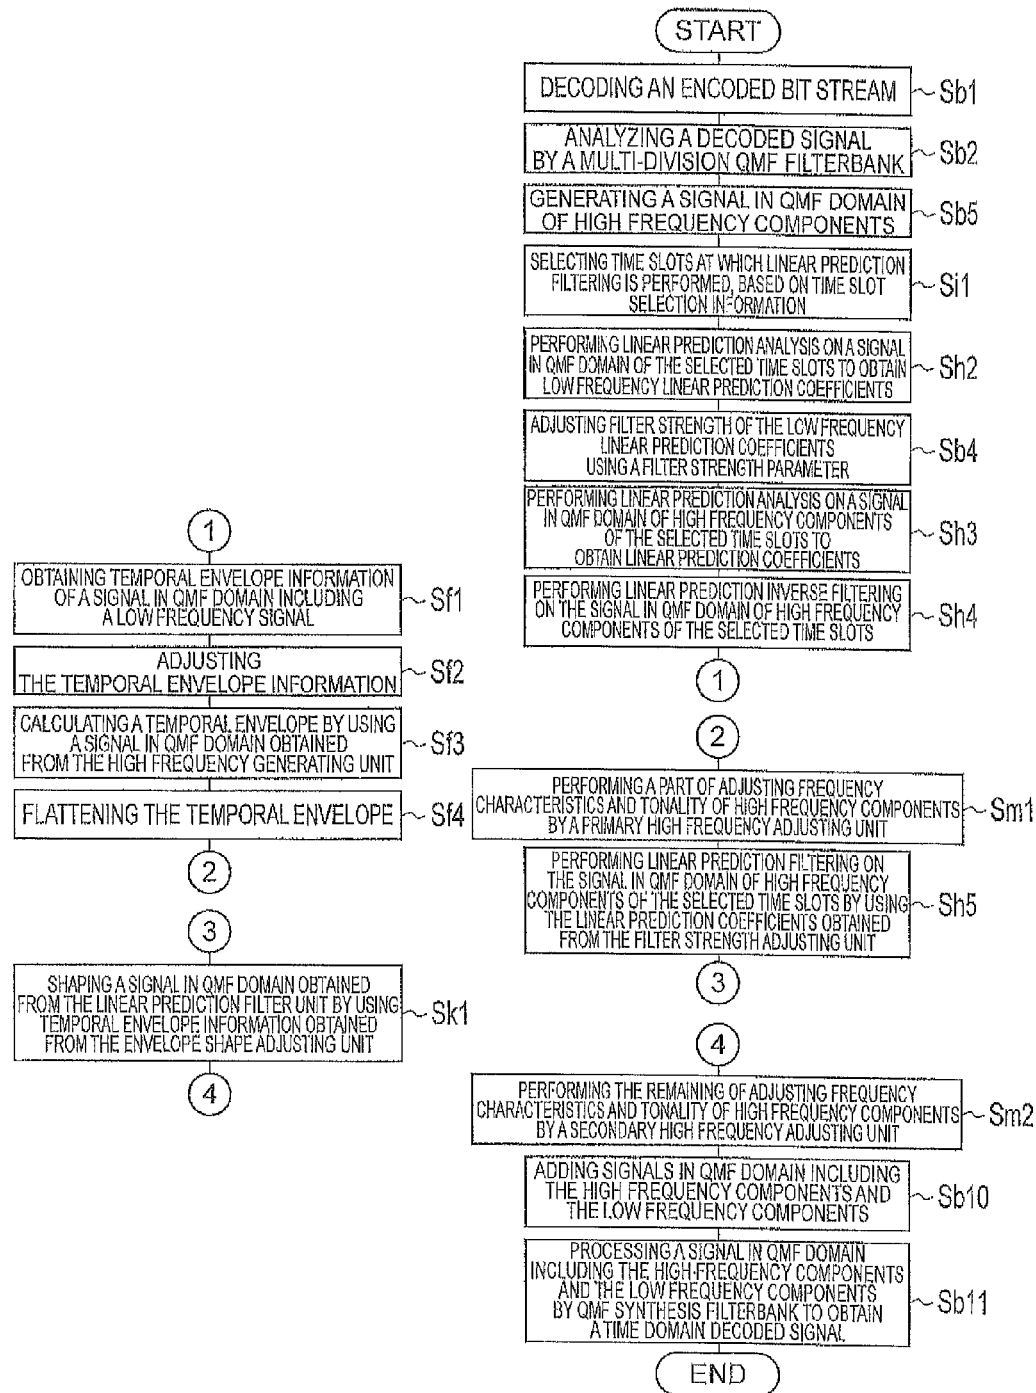 START
DECODING AN ENCODED BIT STREAM
Sb1
ANALYZING A DECODED SIGNAL
BY A MULTI-DIVISION QMF FILTERBANK
Sb2
GENERATING A SIGNAL IN QMF DOMAIN
OF HIGH FREQUENCY COMPONENTS
Sb5
SELECTING TIME SLOTS AT WHICH LINEAR PREDICTION
FILTERING IS PERFORMED, BASED ON TIME SLOT
SELECTION INFORMATION
Si1
PERFORMING LINEAR PREDICTION ANALYSIS ON A SIGNAL
IN QMF DOMAIN OF THE SELECTED TIME SLOTS TO OBTAIN
LOW FREQUENCY LINEAR PREDICTION COEFFICIENTS
Sh2
ADJUSTING FILTER STRENGTH OF THE LOW FREQUENCY
LINEAR PREDICTION COEFFICIENTS
USING A FILTER STRENGTH PARAMETER
Sb4
PERFORMING LINEAR PREDICTION ANALYSIS ON A SIGNAL
IN QMF DOMAIN OF HIGH FREQUENCY COMPONENTS
OF THE SELECTED TIME SLOTS TO
OBTAIN LINEAR PREDICTION COEFFICIENTS
Sh3
PERFORMING LINEAR PREDICTION INVERSE FILTERING
ON THE SIGNAL IN QMF DOMAIN OF HIGH FREQUENCY
COMPONENTS OF THE SELECTED TIME SLOTS
Sh4
1
1
OBTAINING TEMPORAL ENVELOPE INFORMATION
OF A SIGNAL IN QMF DOMAIN INCLUDING
A LOW FREQUENCY SIGNAL
Sf1
ADJUSTING
THE TEMPORAL ENVELOPE INFORMATION
Sf2
CALCULATING A TEMPORAL ENVELOPE BY USING
A SIGNAL IN QMF DOMAIN OBTAINED
FROM THE HIGH FREQUENCY GENERATING UNIT
Sf3
FLATTENING THE TEMPORAL ENVELOPE
Sf4
2
2
PERFORMING A PART OF ADJUSTING FREQUENCY
CHARACTERISTICS AND TONALITY OF HIGH FREQUENCY COMPONENTS
BY A PRIMARY HIGH FREQUENCY ADJUSTING UNIT
Sm1
PERFORMING LINEAR PREDICTION FILTERING ON
THE SIGNAL IN QMF DOMAIN OF HIGH FREQUENCY
COMPONENTS OF THE SELECTED TIME SLOTS BY USING
THE LINEAR PREDICTION COEFFICIENTS OBTAINED
FROM THE FILTER STRENGTH ADJUSTING UNIT
Sh5
3
3
SHAPING A SIGNAL IN QMF DOMAIN OBTAINED
FROM THE LINEAR PREDICTION FILTER UNIT BY USING
TEMPORAL ENVELOPE INFORMATION OBTAINED
FROM THE ENVELOPE SHAPE ADJUSTING UNIT
Sk1
4
4
PERFORMING THE REMAINING OF ADJUSTING FREQUENCY
CHARACTERISTICS AND TONALITY OF HIGH FREQUENCY COMPONENTS
BY A SECONDARY HIGH FREQUENCY ADJUSTING UNIT
Sm2
ADDING SIGNALS IN QMF DOMAIN INCLUDING
THE HIGH FREQUENCY COMPONENTS AND
THE LOW FREQUENCY COMPONENTS
Sb10
PROCESSING A SIGNAL IN QMF DOMAIN
INCLUDING THE HIGH-FREQUENCY COMPONENTS
AND THE LOW FREQUENCY COMPONENTS
BY QMF SYNTHESIS FILTERBANK TO OBTAIN
A TIME DOMAIN DECODED SIGNAL
Sb11
END